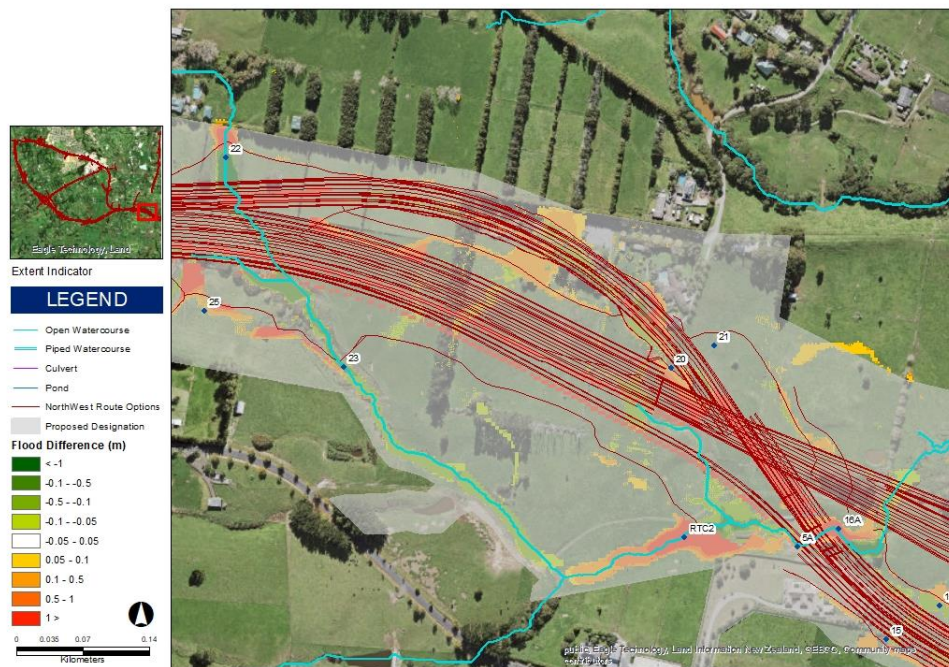 Eagle Technology, Land
Extent Indicator
LEGEND
Open Watercourse
Piped Watercourse
Culvert
Pond
NorthWest Route Options
Proposed Designation
Flood Difference (m)
< -1
-0.1 - -0.5
-0.5 - -0.1
-0.1 - -0.05
-0.05 - 0.05
0.05 - 0.1
0.1 - 0.5
0.5 - 1
1 >
0 0.035 0.07 0.14
Kilometers
22
25
23
20
21
RTC2
5A
16A
15
public, Eagle Technology, Land Information New Zealand, GEBCO, Community maps
contributors